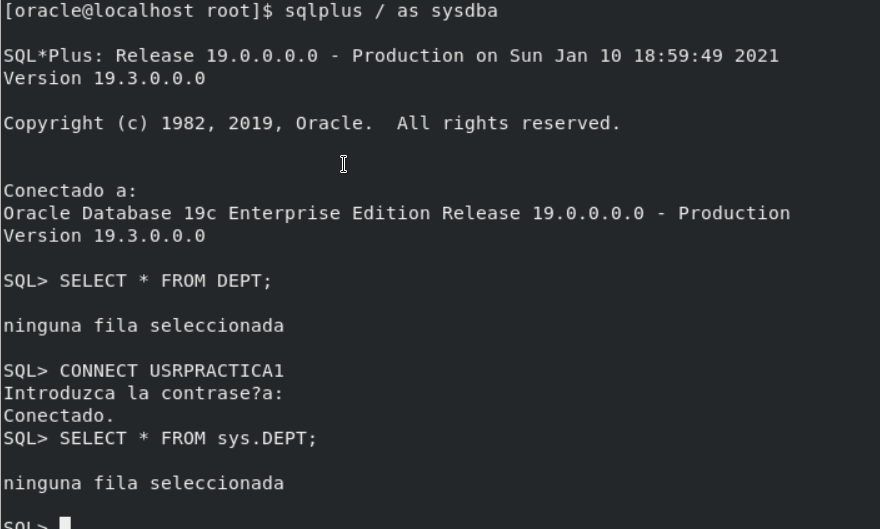 [oracle@localhost root]$ sqlplus / as sysdba
SQL*Plus: Release 19.0.0.0.0 - Production on Sun Jan 10 18:59:49 2021
Version 19.3.0.0.0
Copyright (c) 1982, 2019, Oracle.  All rights reserved.
Conectado a:
Oracle Database 19c Enterprise Edition Release 19.0.0.0.0 - Production
Version 19.3.0.0.0
SQL> SELECT * FROM DEPT;
ninguna fila seleccionada
SQL> CONNECT USRPRACTICA1
Introduzca la contrase?a:
Conectado.
SQL> SELECT * FROM sys.DEPT;
ninguna fila seleccionada
SQL>